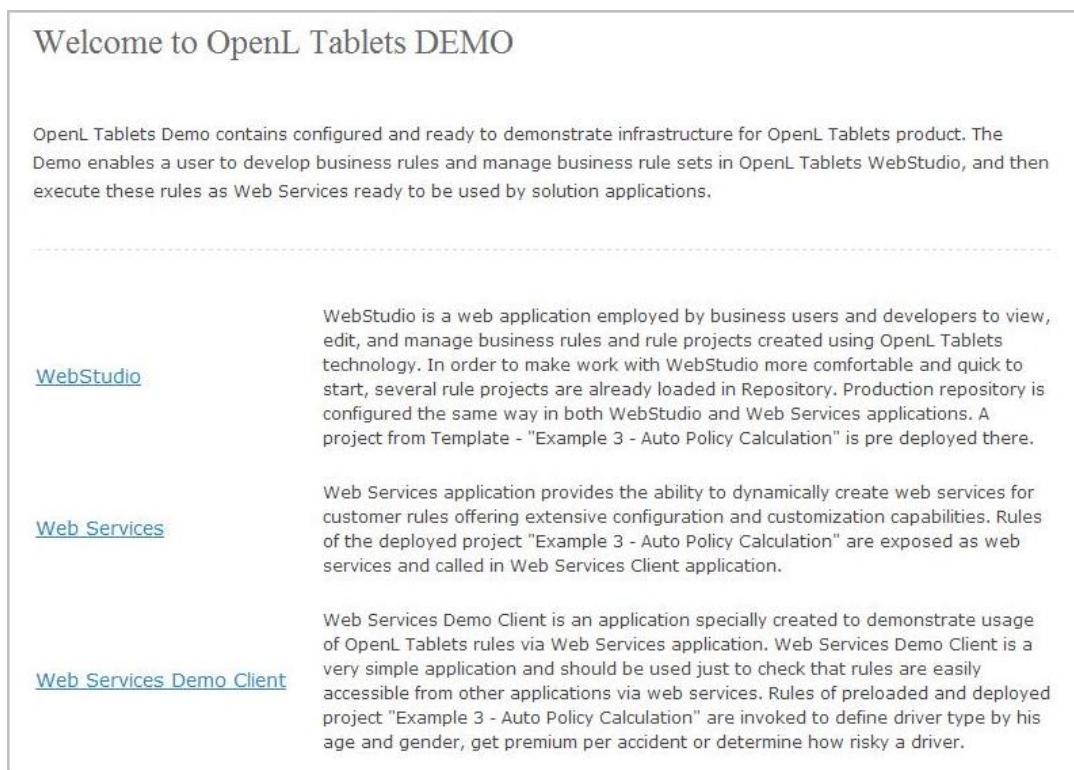 Welcome to OpenL Tablets DEMO
OpenL Tablets Demo contains configured and ready to demonstrate infrastructure for OpenL Tablets product. The
Demo enables a user to develop business rules and manage business rule sets in OpenL Tablets WebStudio, and then
execute these rules as Web Services ready to be used by solution applications.
WebStudio
WebStudio is a web application employed by business users and developers to view,
edit, and manage business rules and rule projects created using OpenL Tablets
technology. In order to make work with WebStudio more comfortable and quick to
start, several rule projects are already loaded in Repository. Production repository is
configured the same way in both WebStudio and Web Services applications. A
project from Template - "Example 3 - Auto Policy Calculation" is pre deployed there.
Web Services
Web Services application provides the ability to dynamically create web services for
customer rules offering extensive configuration and customization capabilities. Rules
of the deployed project "Example 3 - Auto Policy Calculation" are exposed as web
services and called in Web Services Client application.
Web Services Demo Client
Web Services Demo Client is an application specially created to demonstrate usage
of OpenL Tablets rules via Web Services application. Web Services Demo Client is a
very simple application and should be used just to check that rules are easily
accessible from other applications via web services. Rules of preloaded and deployed
project "Example 3 - Auto Policy Calculation" are invoked to define driver type by his
age and gender, get premium per accident or determine how risky a driver.